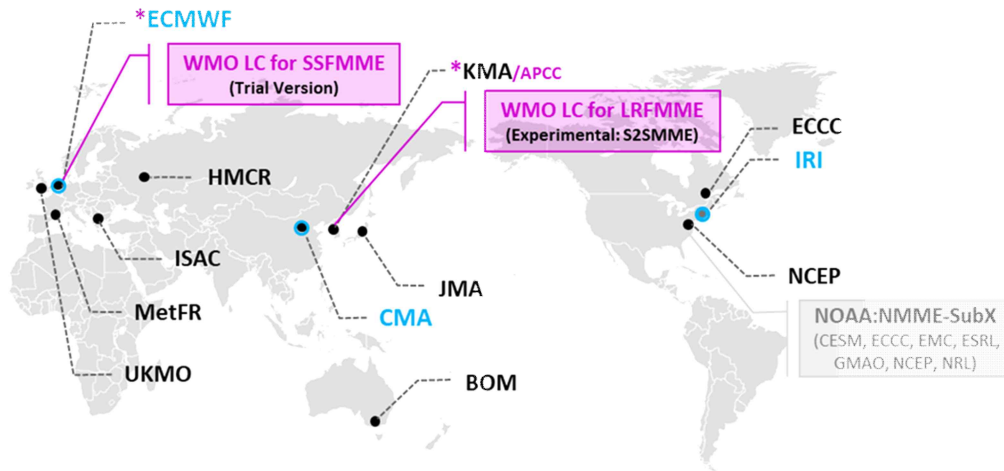 *ECMWF
WMO LC for SSFMME
(Trial Version)
*KMA/APCC
WMO LC for LRFMME
(Experimental: S2SMME)
ECCC
IRI
HMCR
ISAC
MetFR
UKMO
CMA
JMA
BOM
NCEP
NOAA:NMME-SubX
(CESM, ECCC, EMC, ESRL,
GMAO, NCEP, NRL)